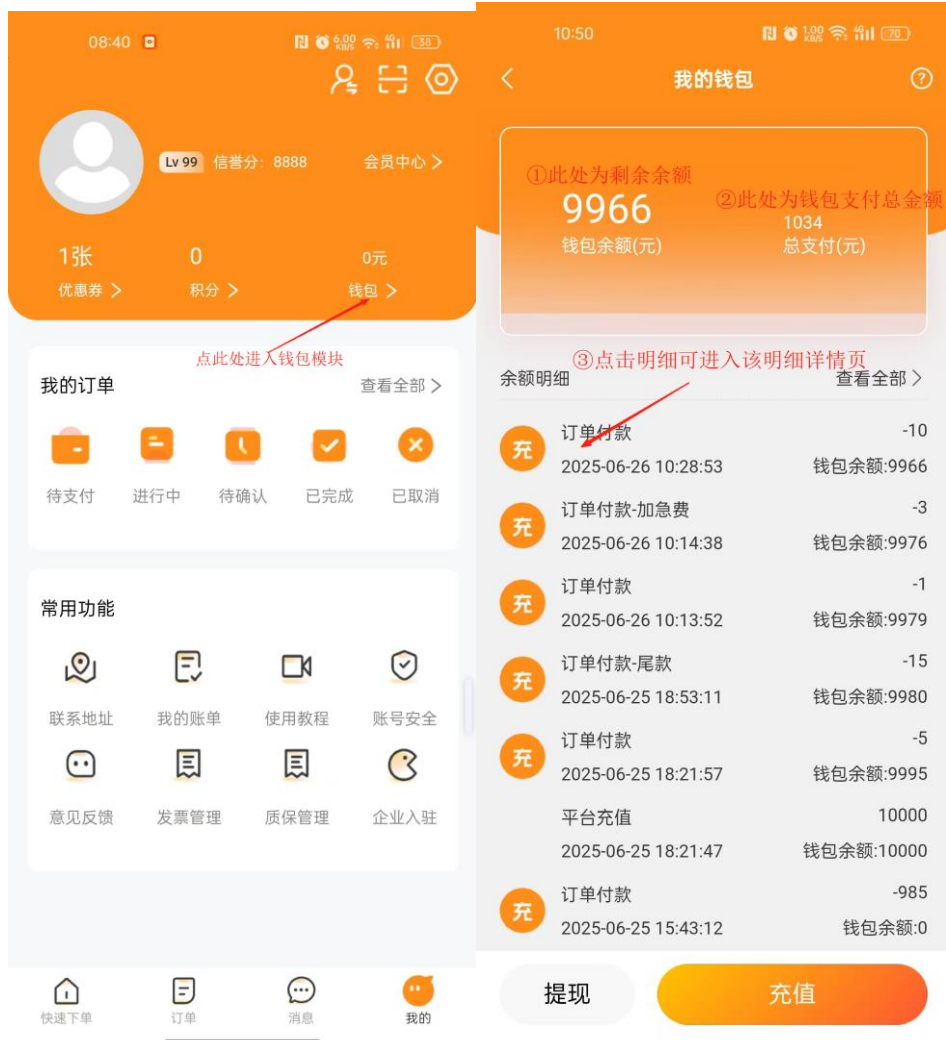 08:40
6.00 KB/S
4G
38
Lv 99 信誉分：8888 会员中心
1张
优惠券
0
积分
0元
钱包
点此处进入钱包模块
我的订单 查看全部
待支付 进行中 待确认 已完成 已取消
常用功能
联系地址 我的账单 使用教程 账号安全
意见反馈 发票管理 质保管理 企业入驻
快速下单 订单 消息 我的
10:50
1.00 KB/S
4G
70
我的钱包
①此处为剩余余额
9966
钱包余额(元)
②此处为钱包支付总金额
1034
总支付(元)
③点击明细可进入该明细详情页
余额明细 查看全部
充
订单付款 -10
2025-06-26 10:28:53 钱包余额:9966
充
订单付款-加急费 -3
2025-06-26 10:14:38 钱包余额:9976
充
订单付款 -1
2025-06-26 10:13:52 钱包余额:9979
充
订单付款-尾款 -15
2025-06-25 18:53:11 钱包余额:9980
充
订单付款 -5
2025-06-25 18:21:57 钱包余额:9995
平台充值 10000
2025-06-25 18:21:47 钱包余额:10000
充
订单付款 -985
2025-06-25 15:43:12 钱包余额:0
提现 充值